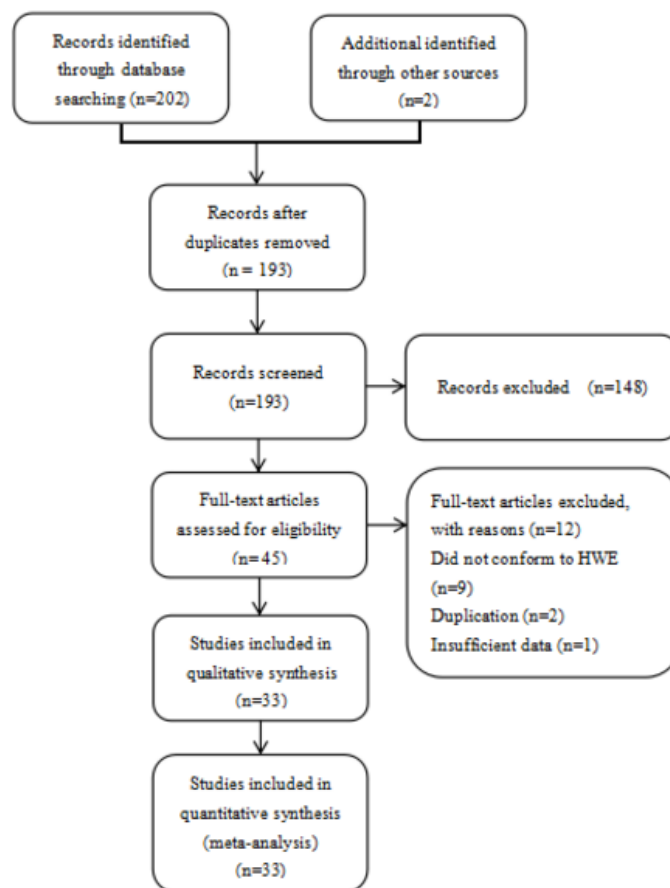 Records identified
through database
searching (n=202)
Additional identified
through other sources
(n=2)
Records after
duplicates removed
(n = 193)
Records screened
(n=193)
Records excluded (n=148)
Full-text articles
assessed for eligibility
(n= 45)
Full-text articles excluded,
with reasons (n=12)
Did not conform to HWE
(n=9)
Duplication (n=2)
Insufficient data (n=1)
Studies included in
qualitative synthesis
(n=33)
Studies included in
quantitative synthesis
(meta-analysis)
(n=33)